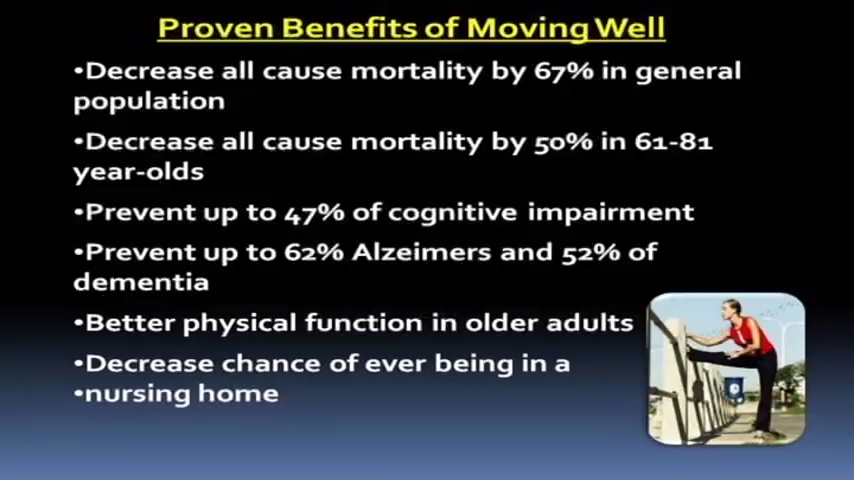 Proven Benefits of Moving Well
•Decrease all cause mortality by 67% in general
population
•Decrease all cause mortality by 50% in 61-81
year-olds
•Prevent up to 47% of cognitive impairment
•Prevent up to 62% Alzeimers and 52% of
dementia
•Better physical function in older adults
•Decrease chance of ever being in a
•nursing home